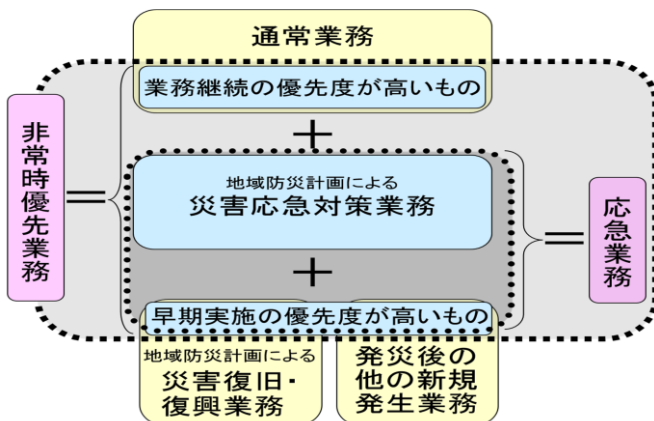 通常業務
業務継続の優先度が高いもの
＋
非常時優先業務
＝
地域防災計画による
災害応急対策業務
＝
応急業務
＋
早期実施の優先度が高いもの
地域防災計画による
災害復旧・
復興業務
発災後の
他の新規
発生業務